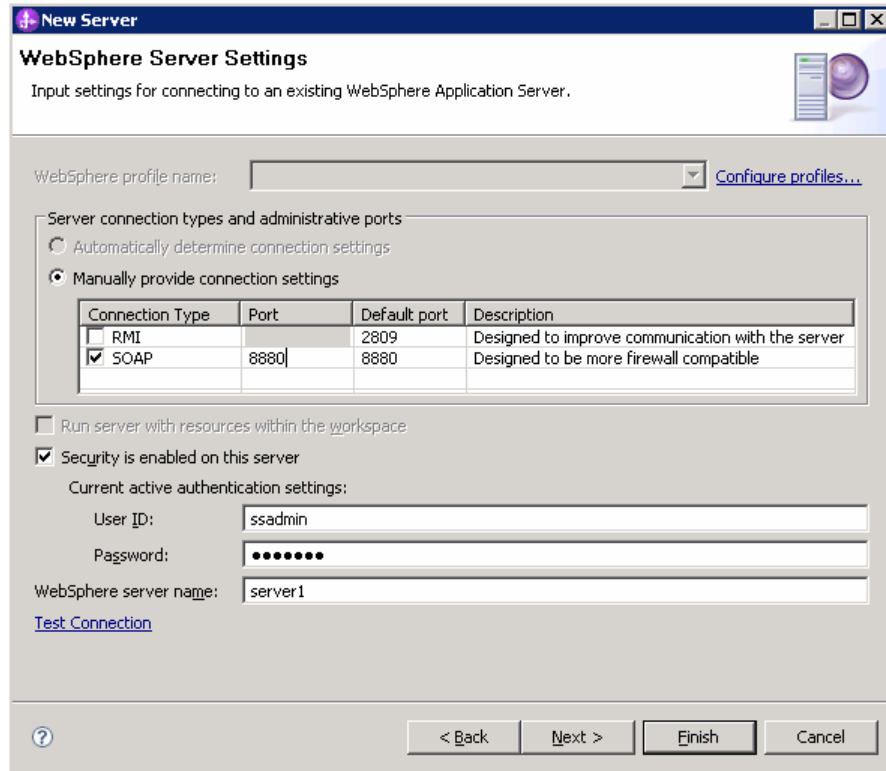 New Server
WebSphere Server Settings
Input settings for connecting to an existing WebSphere Application Server.
WebSphere profile name: Configure profiles...
Server connection types and administrative ports
Automatically determine connection settings
Manually provide connection settings
Connection Type Port Default port Description
RMI 2809 Designed to improve communication with the server
SOAP 8880 8880 Designed to be more firewall compatible
Run server with resources within the workspace
Security is enabled on this server
Current active authentication settings:
User ID: ssadmin
Password: •••••••
WebSphere server name: server1
Test Connection
? < Back Next > Finish Cancel